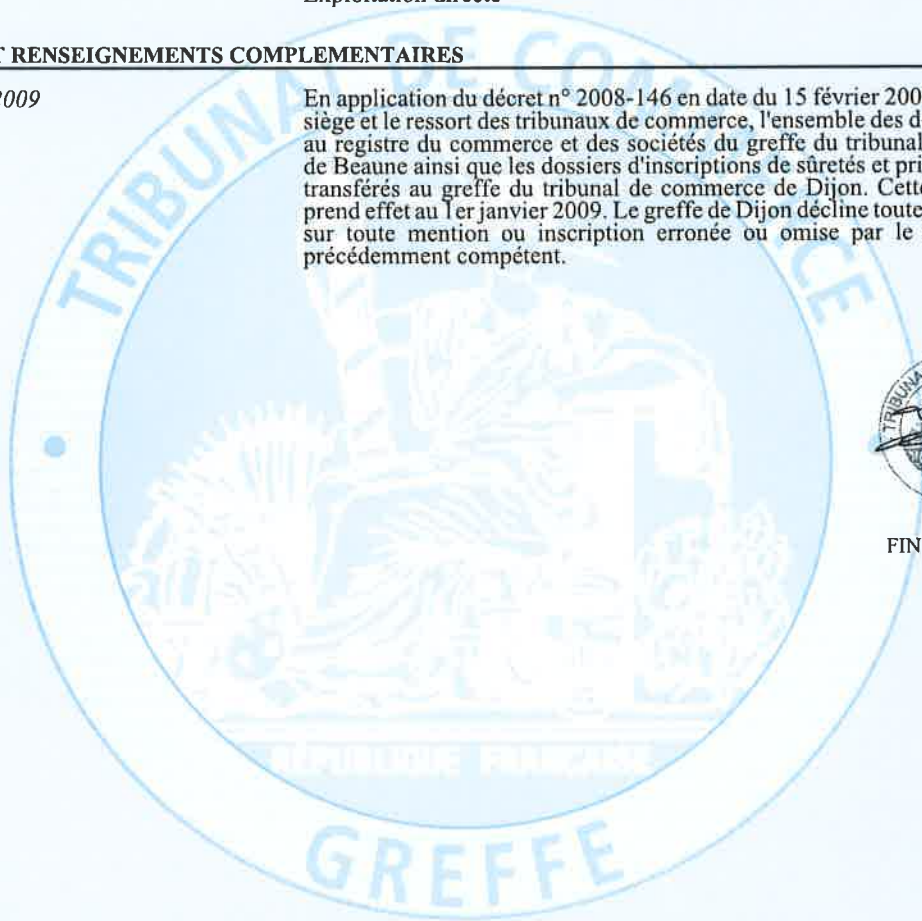 Exploitation directe
T RENSEIGNEMENTS COMPLEMENTAIRES
2009
En application du décret n° 2008-146 en date du 15 février 200
siège et le ressort des tribunaux de commerce, l'ensemble des d
au registre du commerce et des sociétés du greffe du tribunal
de Beaune ainsi que les dossiers d'inscriptions de sûretés et pri
transférés au greffe du tribunal de commerce de Dijon. Cette
prend effet au 1er janvier 2009. Le greffe de Dijon décline toute
sur toute mention ou inscription erronée ou omise par le
précédemment compétent.
TRIBUNAL DE COMMERCE
TRIBUNA
FIN
RÉPUBLIQUE FRANÇAISE
GREFFE